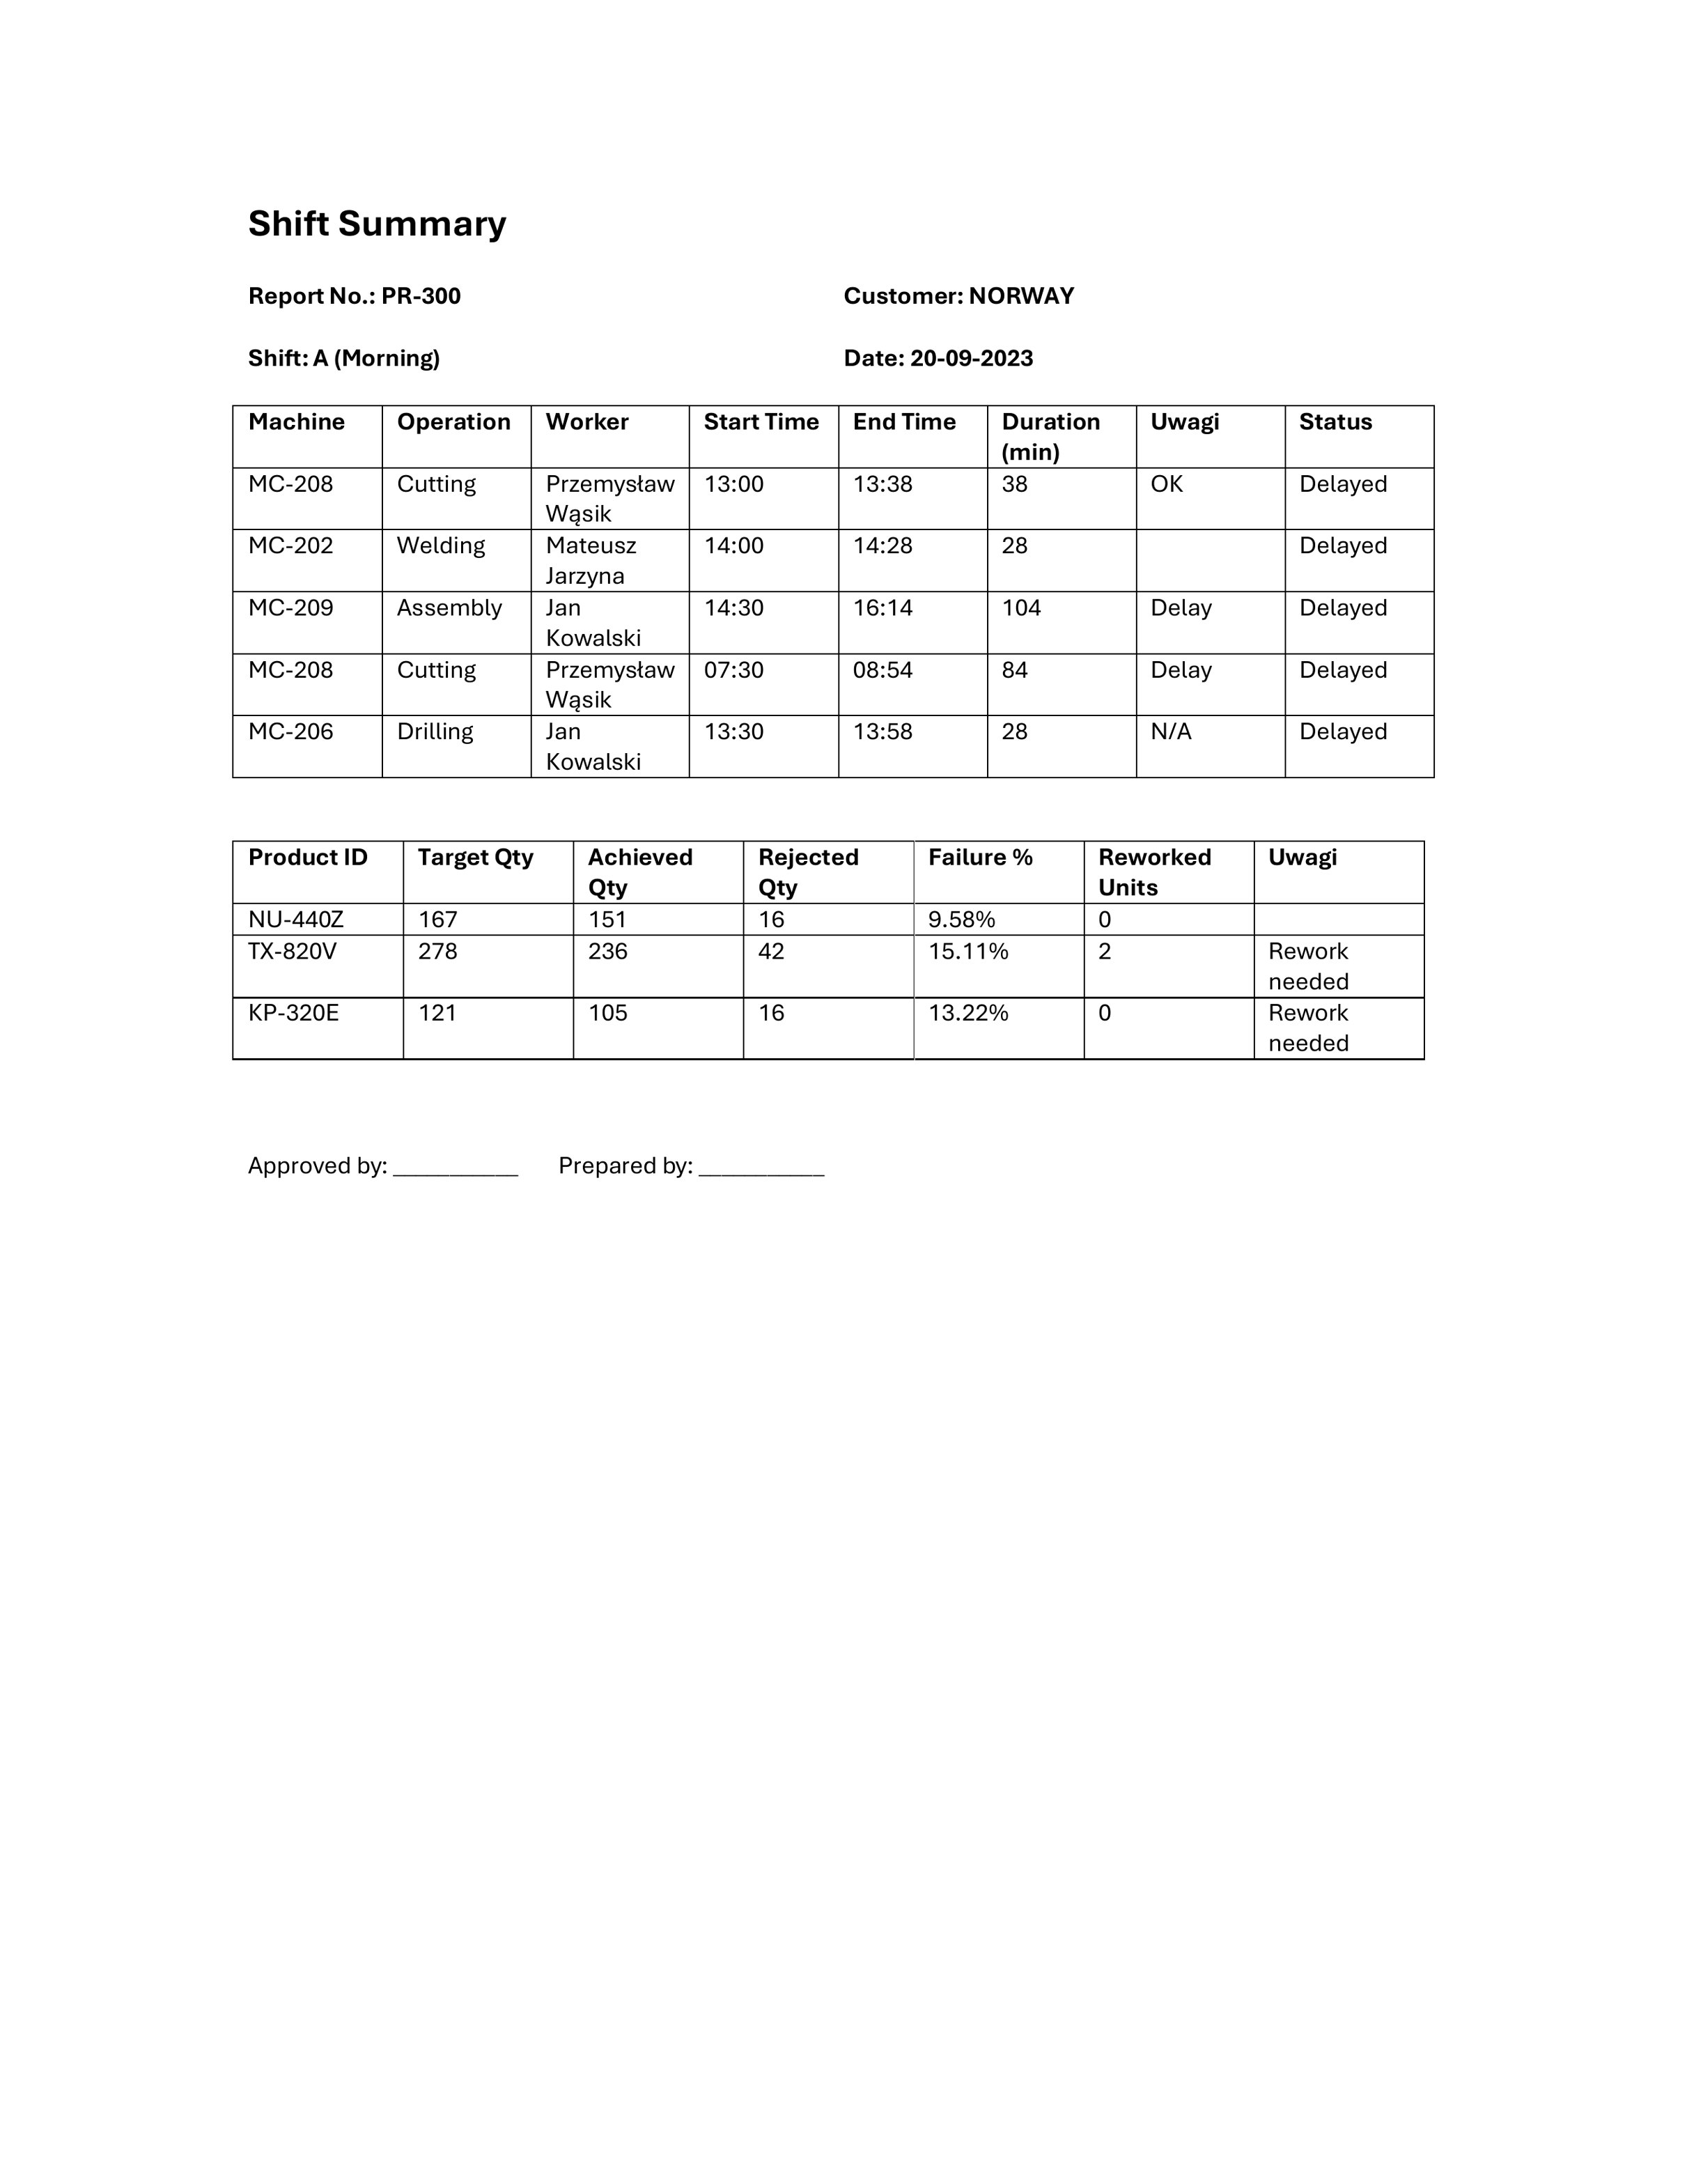 Shift Summary
Report No.: PR-300 Customer: NORWAY
Shift: A (Morning) Date: 20-09-2023
Machine Operation Worker Start Time End Time Duration (min) Uwagi Status
MC-208 Cutting Przemysław Wąsik 13:00 13:38 38 OK Delayed
MC-202 Welding Mateusz Jarzyna 14:00 14:28 28 Delayed
MC-209 Assembly Jan Kowalski 14:30 16:14 104 Delay Delayed
MC-208 Cutting Przemysław Wąsik 07:30 08:54 84 Delay Delayed
MC-206 Drilling Jan Kowalski 13:30 13:58 28 N/A Delayed
Product ID Target Qty Achieved Qty Rejected Qty Failure % Reworked Units Uwagi
NU-440Z 167 151 16 9.58% 0
TX-820V 278 236 42 15.11% 2 Rework needed
KP-320E 121 105 16 13.22% 0 Rework needed
Approved by: ___________ Prepared by: ___________